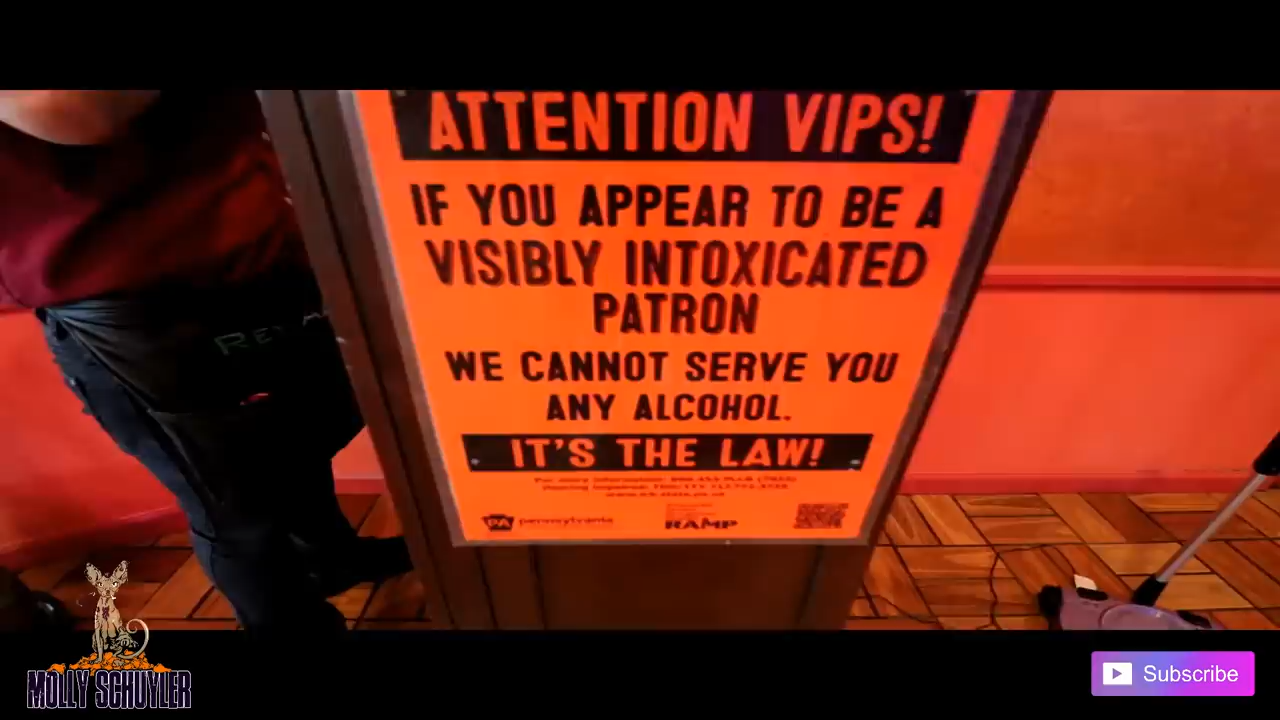 ATTENTION VIPS!
IF YOU APPEAR TO BE A
VISIBLY INTOXICATED
PATRON
WE CANNOT SERVE YOU
ANY ALCOHOL.
IT'S THE LAW!
PA pennsylvania
RAMP
MOLLY SCHUYLER
Subscribe